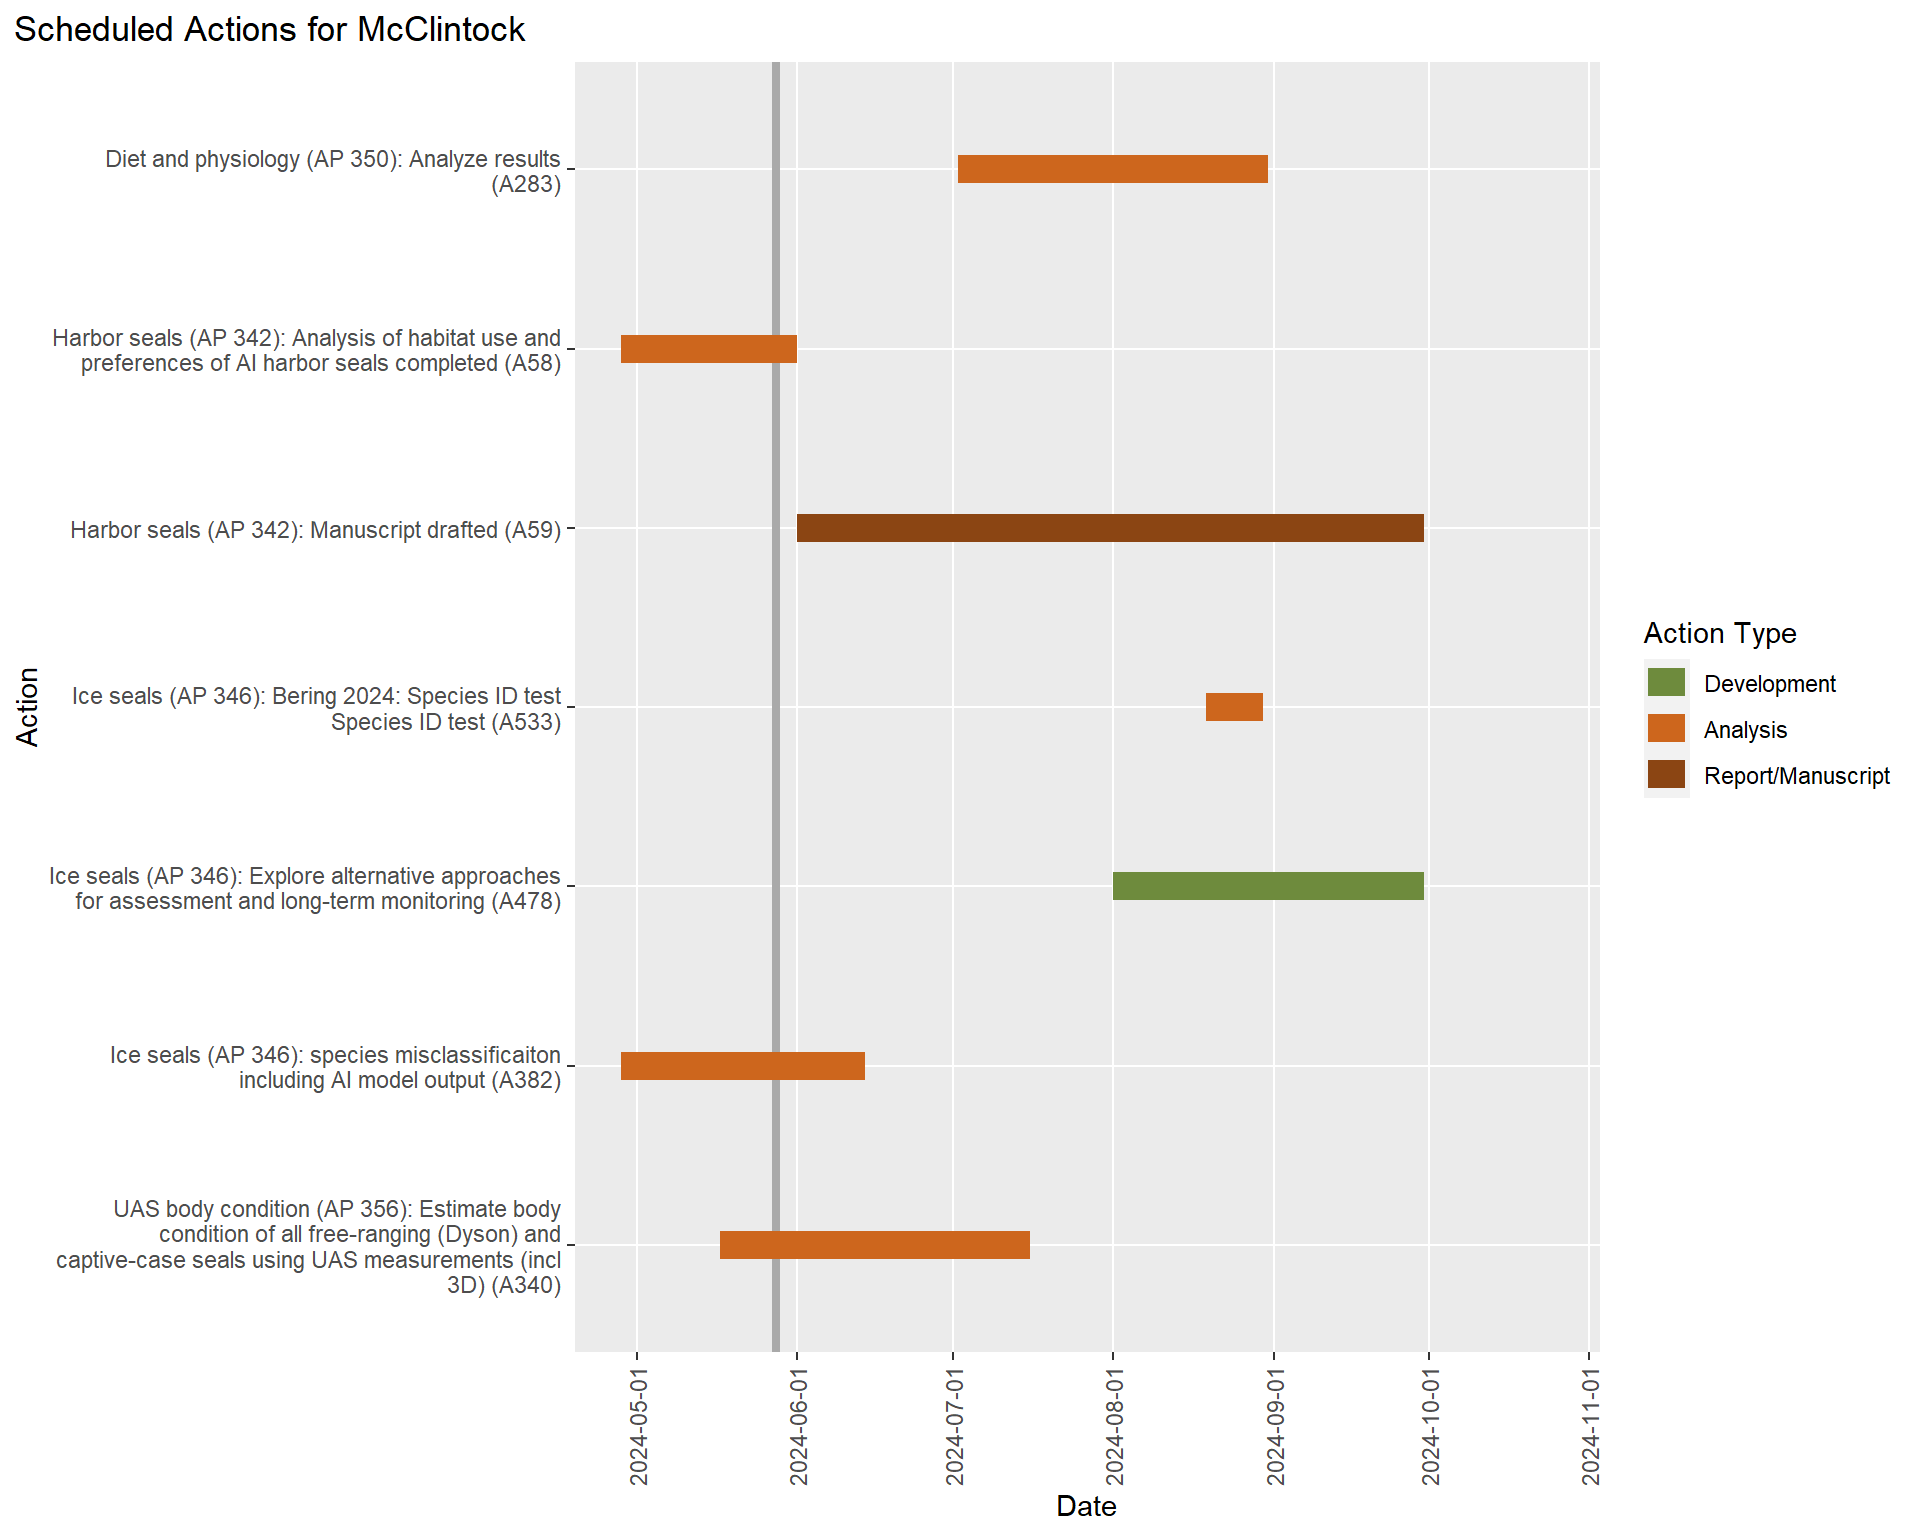 Scheduled Actions for McClintock
Diet and physiology (AP 350): Analyze results
(A283)
Harbor seals (AP 342): Analysis of habitat use and
preferences of AI harbor seals completed (A58)
Harbor seals (AP 342): Manuscript drafted (A59)
Ice seals (AP 346): Bering 2024: Species ID test
Species ID test (A533)
Ice seals (AP 346): Explore alternative approaches
for assessment and long-term monitoring (A478)
Ice seals (AP 346): species misclassificaiton
including AI model output (A382)
UAS body condition (AP 356): Estimate body
condition of all free-ranging (Dyson) and
captive-case seals using UAS measurements (incl
3D) (A340)
Action
2024-05-01
2024-06-01
2024-07-01
2024-08-01
2024-09-01
2024-10-01
2024-11-01
Date
Action Type
Development
Analysis
Report/Manuscript